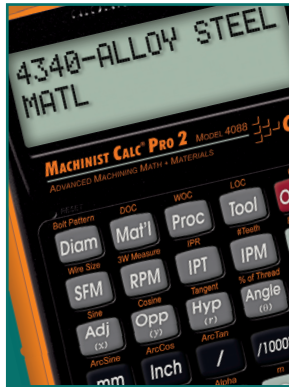 4340-ALLOY STEEL
MATL
MACHINIST CALC® PRO 2 MODEL 4088
ADVANCED MACHINING MATH • MATERIALS
Bolt Pattern DOC WOC LOC
Diam Mat'l Proc Tool
Wire Size 3W Measure IPR #Teeth
SFM RPM IPT IPM
Sine Cosine Tangent % of Thread
Adj Opp Hyp Angle
(x) (y) (r) (θ)
ArcSine ArcCos ArcTan
mm Inch / /1000
Alpha m